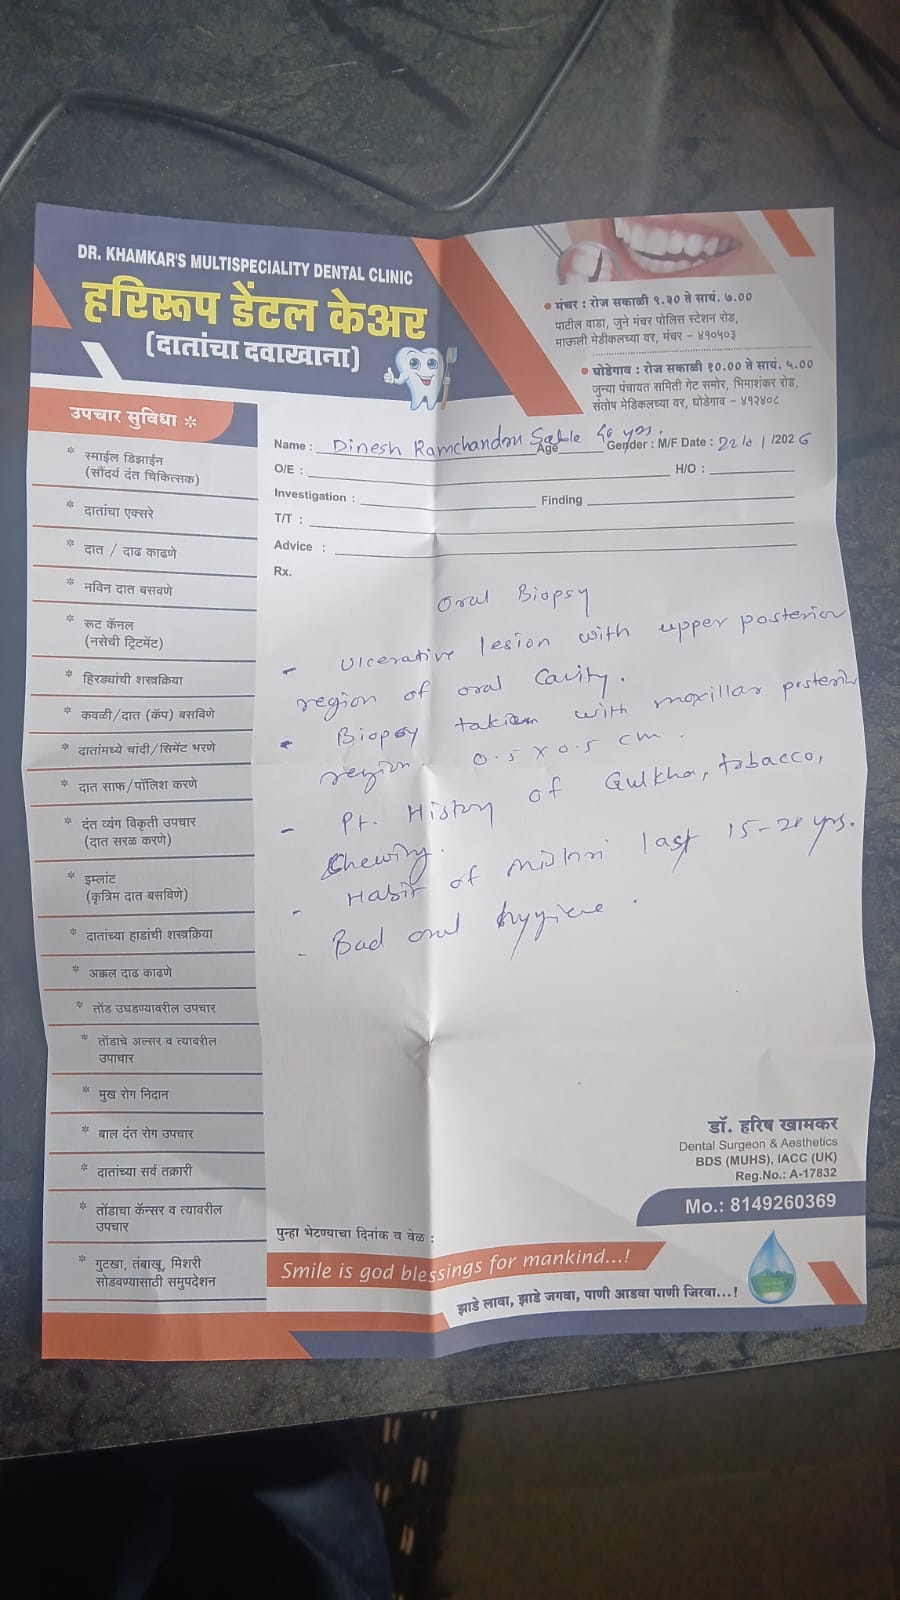 DR. KHAMKAR'S MULTISPECIALITY DENTAL CLINIC
हरिरूप डेंटल केअर
(दातांचा दवाखाना)
मंचर : रोज सकाळी ९.३० ते सायं. ७.००
पाटील वाडा, जुने मंचर पोलिस स्टेशन रोड,
माऊली मेडीकलच्या वर, मंचर - ४१०५०३
घोडेगाव : रोज सकाळी १०.00 ते सायं. ५.00
जुन्या पंचायत समिती गेट समोर, भिमाशंकर रोड,
संतोष मेडिकलच्या वर, घोडेगाव - ४१२४०८
उपचार सुविधा *
* स्माईल डिझाईन
(सौंदर्य दंत चिकित्सक)
* दातांचा एक्सरे
* दात / दाढ काढणे
* नविन दात बसवणे
* रूट कॅनल
(नसेची ट्रिटमेंट)
* हिरड्यांची शस्त्रक्रिया
* कवळी/दात (कॅप) बसविणे
* दातांमध्ये चांदी/सिमेंट भरणे
* दात साफ/पॉलिश करणे
* दंत व्यंग विकृती उपचार
(दात सरळ करणे)
* इम्लांट
(कृत्रिम दात बसविणे)
* दातांच्या हाडांची शस्त्रक्रिया
* अक्कल दाढ काढणे
* तोंड उघडण्यावरील उपचार
* तोंडाचे अल्सर व त्यावरील
उपाचार
* मुख रोग निदान
* बाल दंत रोग उपचार
* दातांच्या सर्व तक्रारी
* तोंडाचा कॅन्सर व त्यावरील
उपचार
* गुटखा, तंबाखू, मिशरी
सोडवण्यासाठी समुपदेशन
Name : Dinesh Ramchandra Sable Age yrs. Gender : M/F Date : /2026
O/E : H/O :
Investigation : Finding
T/T :
Advice :
Rx.
Oral Biopsy
- Ulcerative lesion with upper posterior
region of oral Cavity.
- Biopsy taken with maxillar posterior
region. 0.5 X 0.5 cm.
- Pt. History of Gutkha, tobacco,
chewing.
- Habit of mishri last yrs.
- Bad oral hygiene.
डॉ. हरिष खामकर
Dental Surgeon & Aesthetics
BDS (MUHS), IACC (UK)
Reg.No.: A-17832
Mo.: 8149260369
पुन्हा भेटण्याचा दिनांक व वेळ :
Smile is god blessings for mankind...!
झाडे लावा, झाडे जगवा, पाणी आडवा पाणी जिरवा...!